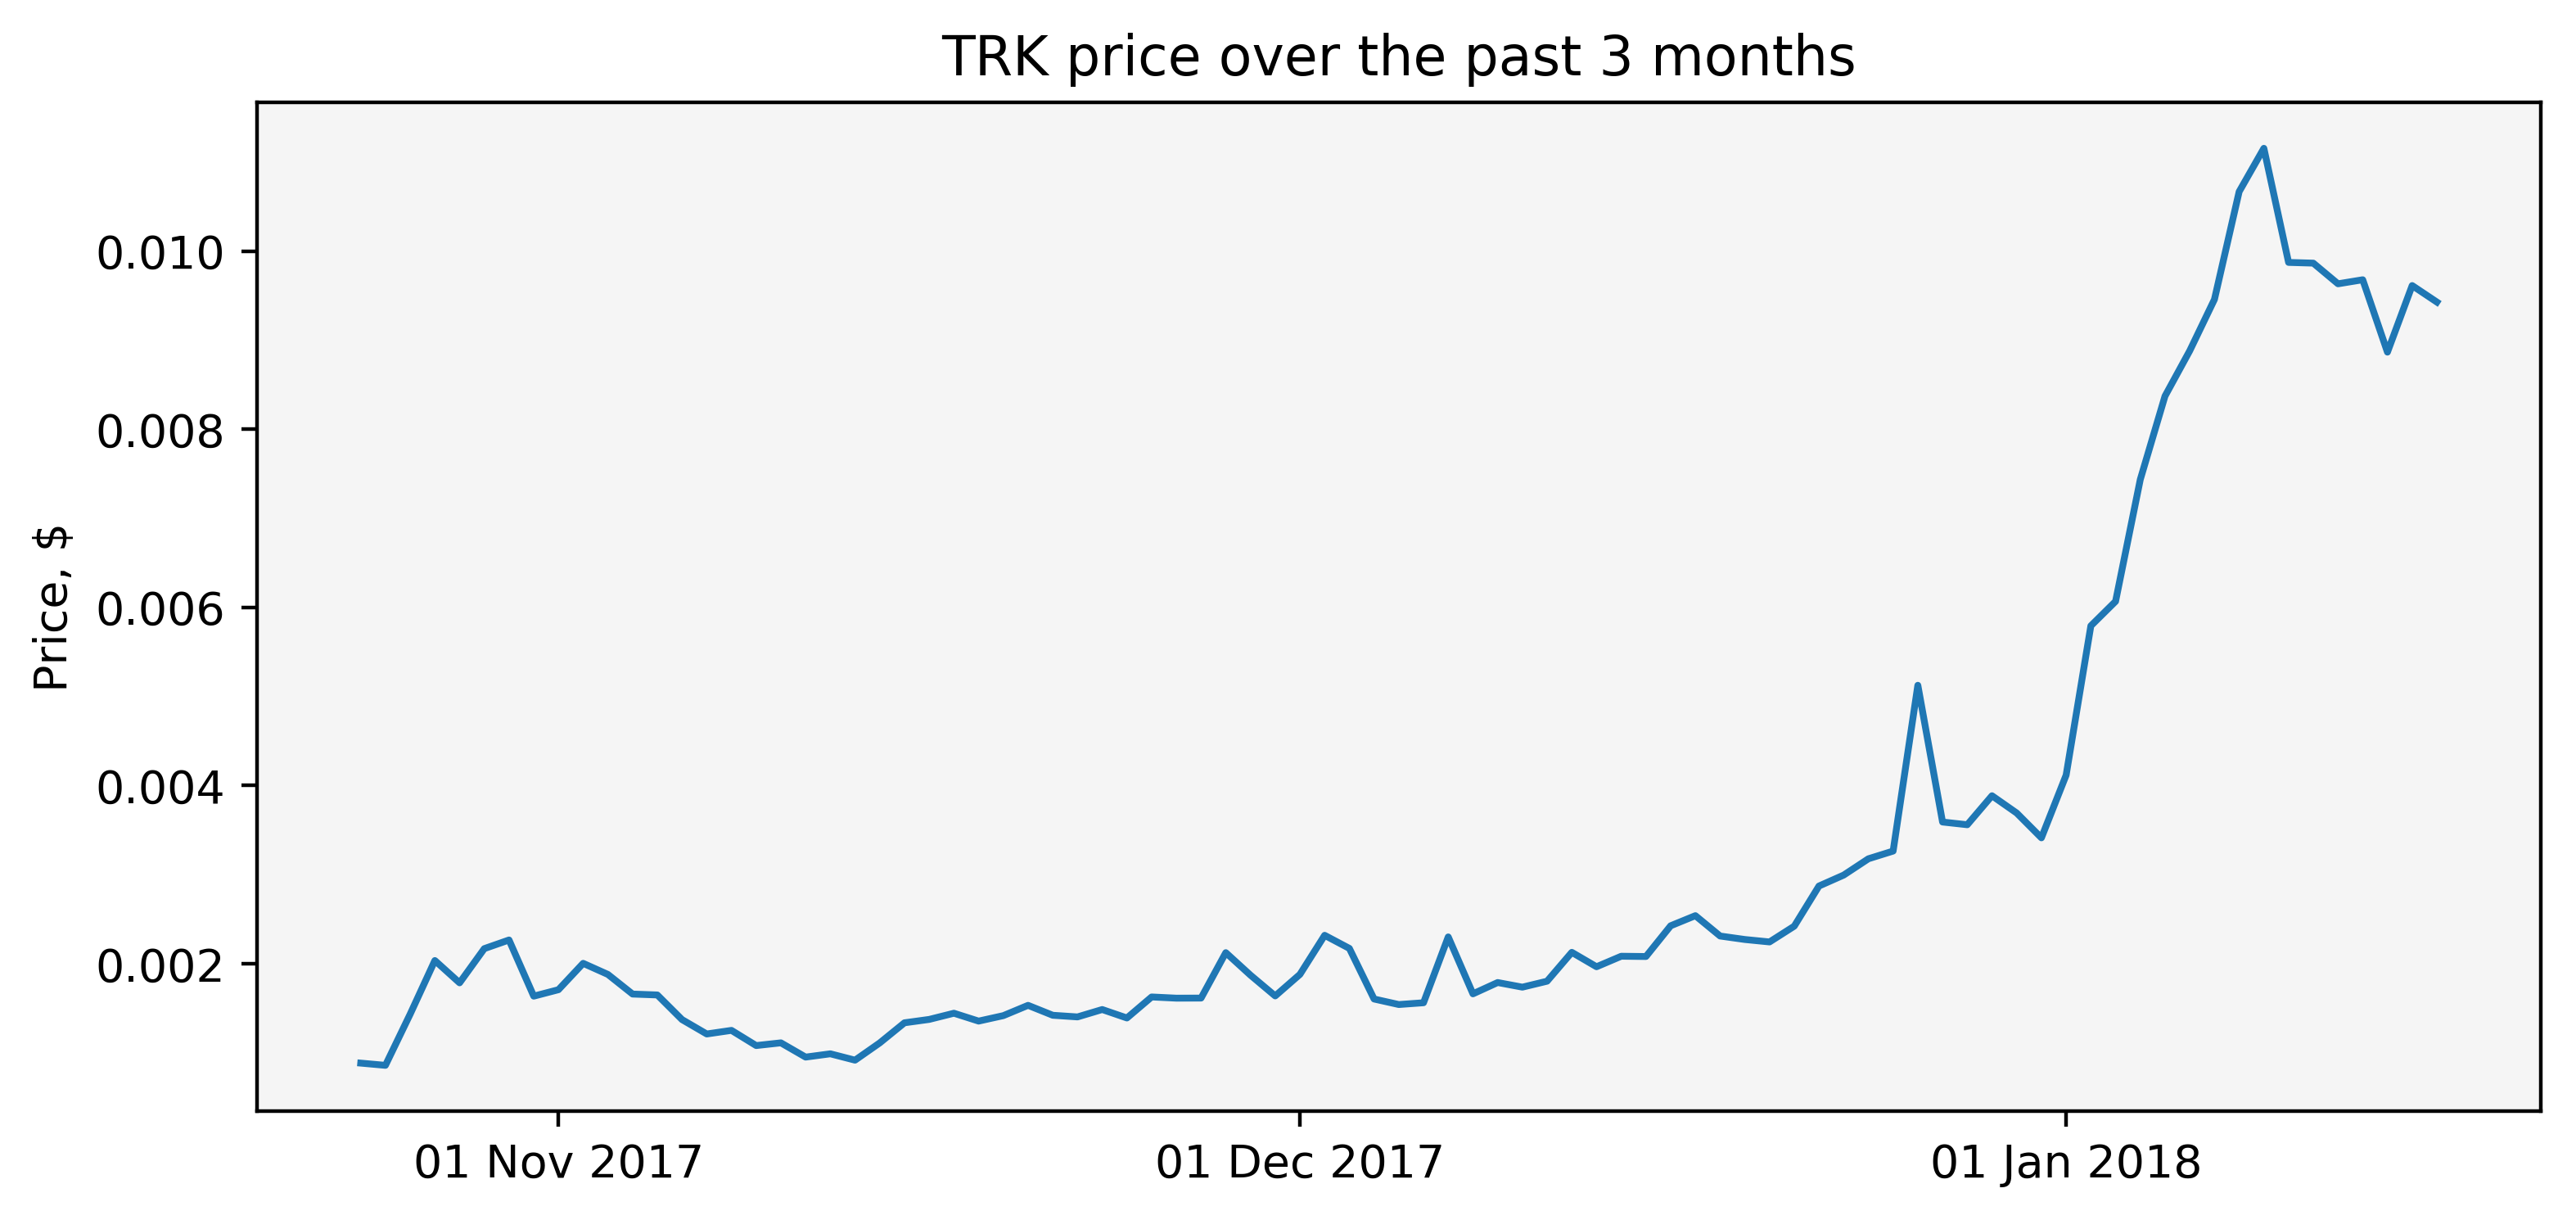 TRK price over the past 3 months
Price, $
0.010
0.008
0.006
0.004
0.002
01 Nov 2017
01 Dec 2017
01 Jan 2018